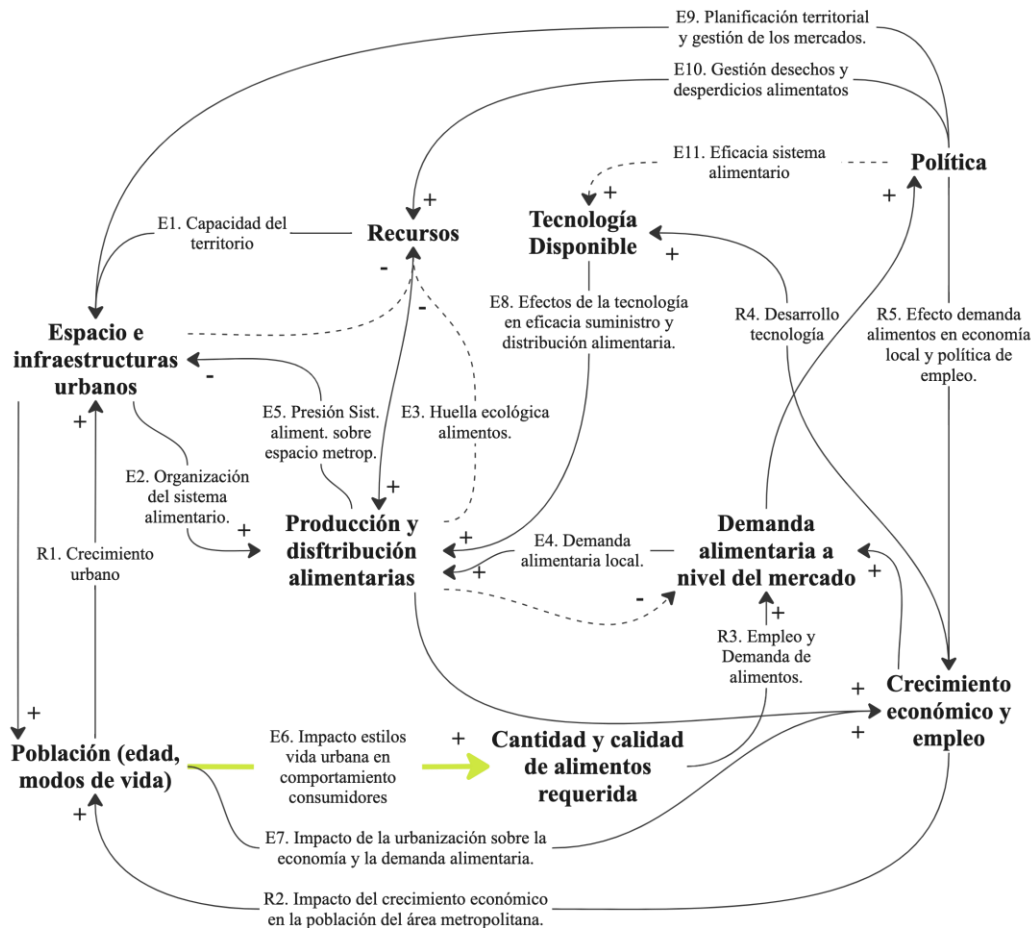 E9. Planificación territorial
y gestión de los mercados.
E10. Gestión desechos y
desperdicios alimentatos
E11. Eficacia sistema
alimentario
Política
+
+
+
E1. Capacidad del
territorio
Recursos
Tecnología
Disponible
+
-
-
E8. Efectos de la tecnología
en eficacia suministro y
distribución alimentaria.
R4. Desarrollo
tecnología
R5. Efecto demanda
alimentos en economía
local y política de
empleo.
Espacio e
infraestructuras
urbanos
-
+
E5. Presión Sist.
aliment. sobre
espacio metrop.
E3. Huella ecológica
alimentos.
E2. Organización
del sistema
alimentario.
+
+
R1. Crecimiento
urbano
Producción y
disftribución
alimentarias
+
+
E4. Demanda
alimentaria local.
-
Demanda
alimentaria a
nivel del mercado
+
+
R3. Empleo y
Demanda de
alimentos.
+
+
Crecimiento
económico y
empleo
+
Población (edad,
modos de vida)
+
E6. Impacto estilos
vida urbana en
comportamiento
consumidores
+
Cantidad y calidad
de alimentos
requerida
E7. Impacto de la urbanización sobre la
economía y la demanda alimentaria.
R2. Impacto del crecimiento económico
en la población del área metropolitana.